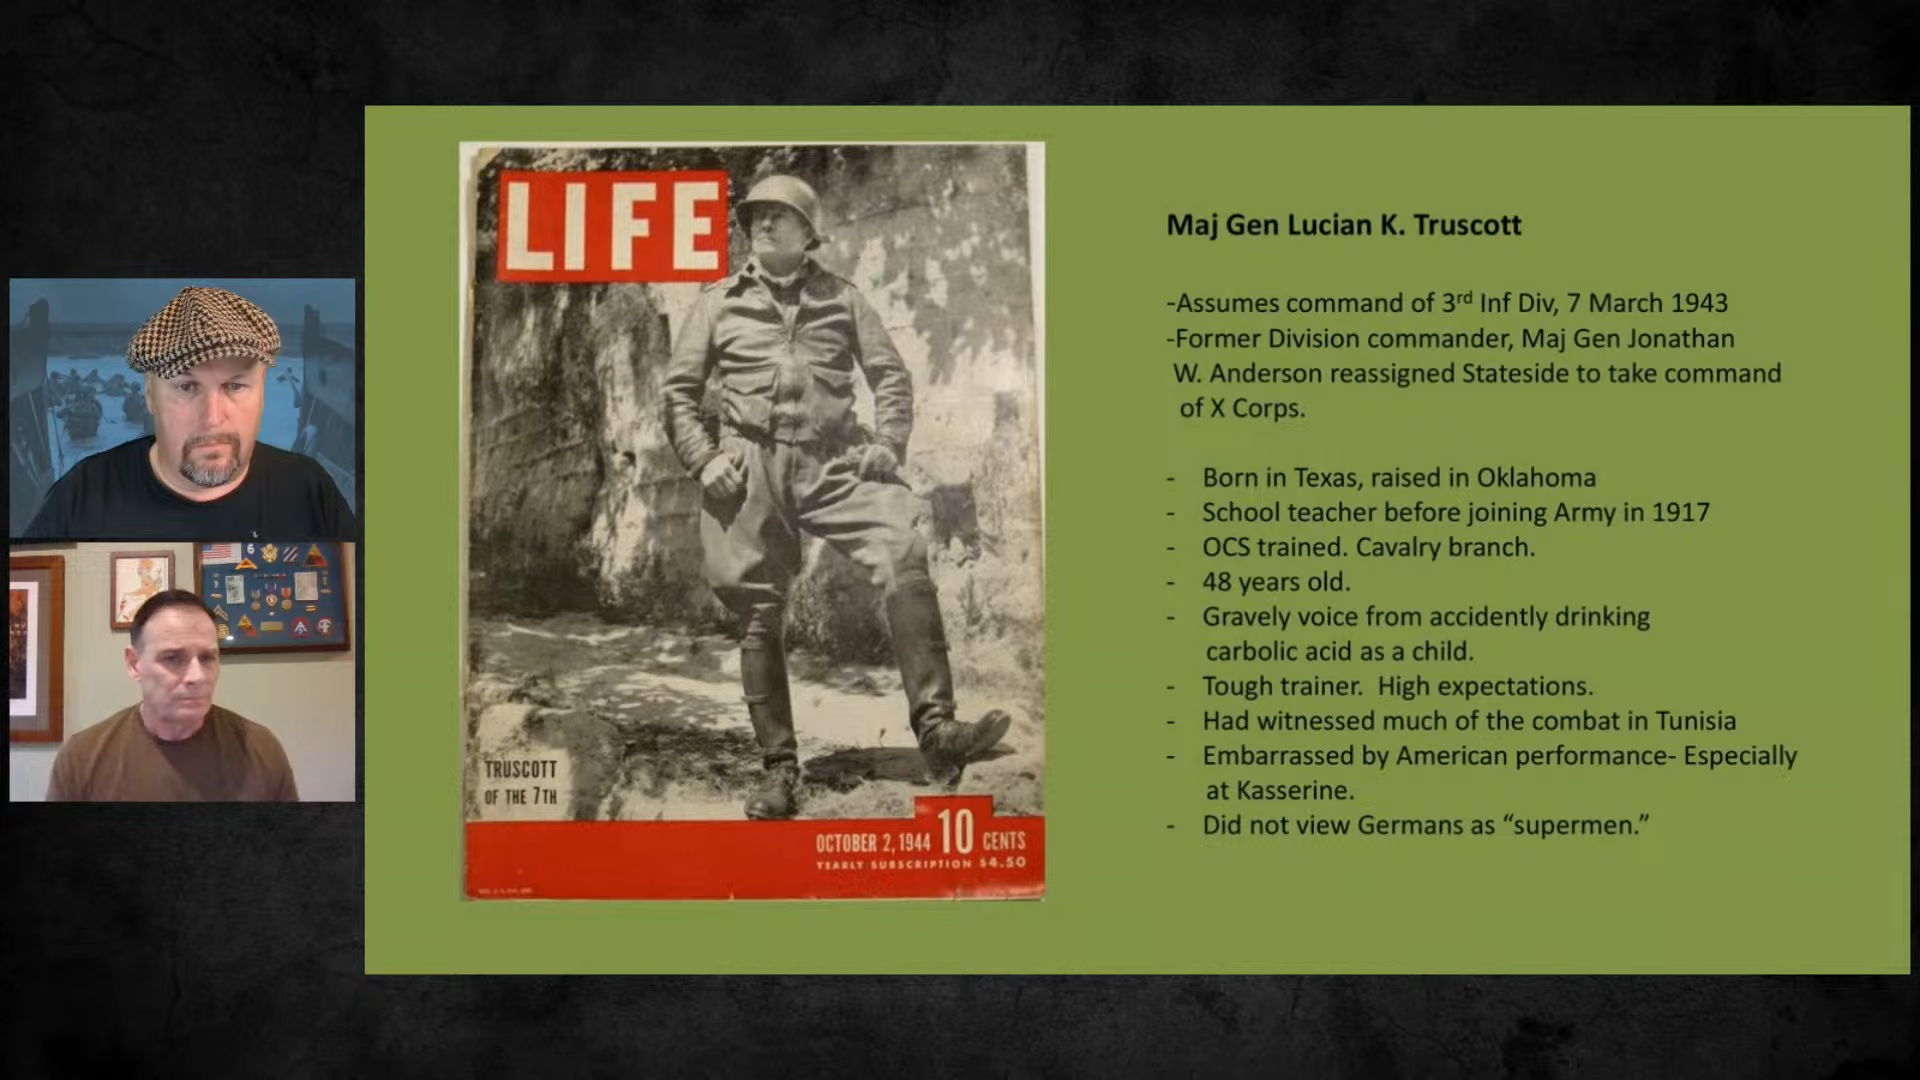 LIFE
TRUSCOTT
OF THE 7TH
OCTOBER 2, 1944 10 CENTS
YEARLY SUBSCRIPTION $4.50
Maj Gen Lucian K. Truscott
-Assumes command of 3rd Inf Div, 7 March 1943
-Former Division commander, Maj Gen Jonathan
W. Anderson reassigned Stateside to take command
of X Corps.
- Born in Texas, raised in Oklahoma
- School teacher before joining Army in 1917
- OCS trained. Cavalry branch.
- 48 years old.
- Gravely voice from accidently drinking
carbolic acid as a child.
- Tough trainer. High expectations.
- Had witnessed much of the combat in Tunisia
- Embarrassed by American performance- Especially
at Kasserine.
- Did not view Germans as “supermen.”